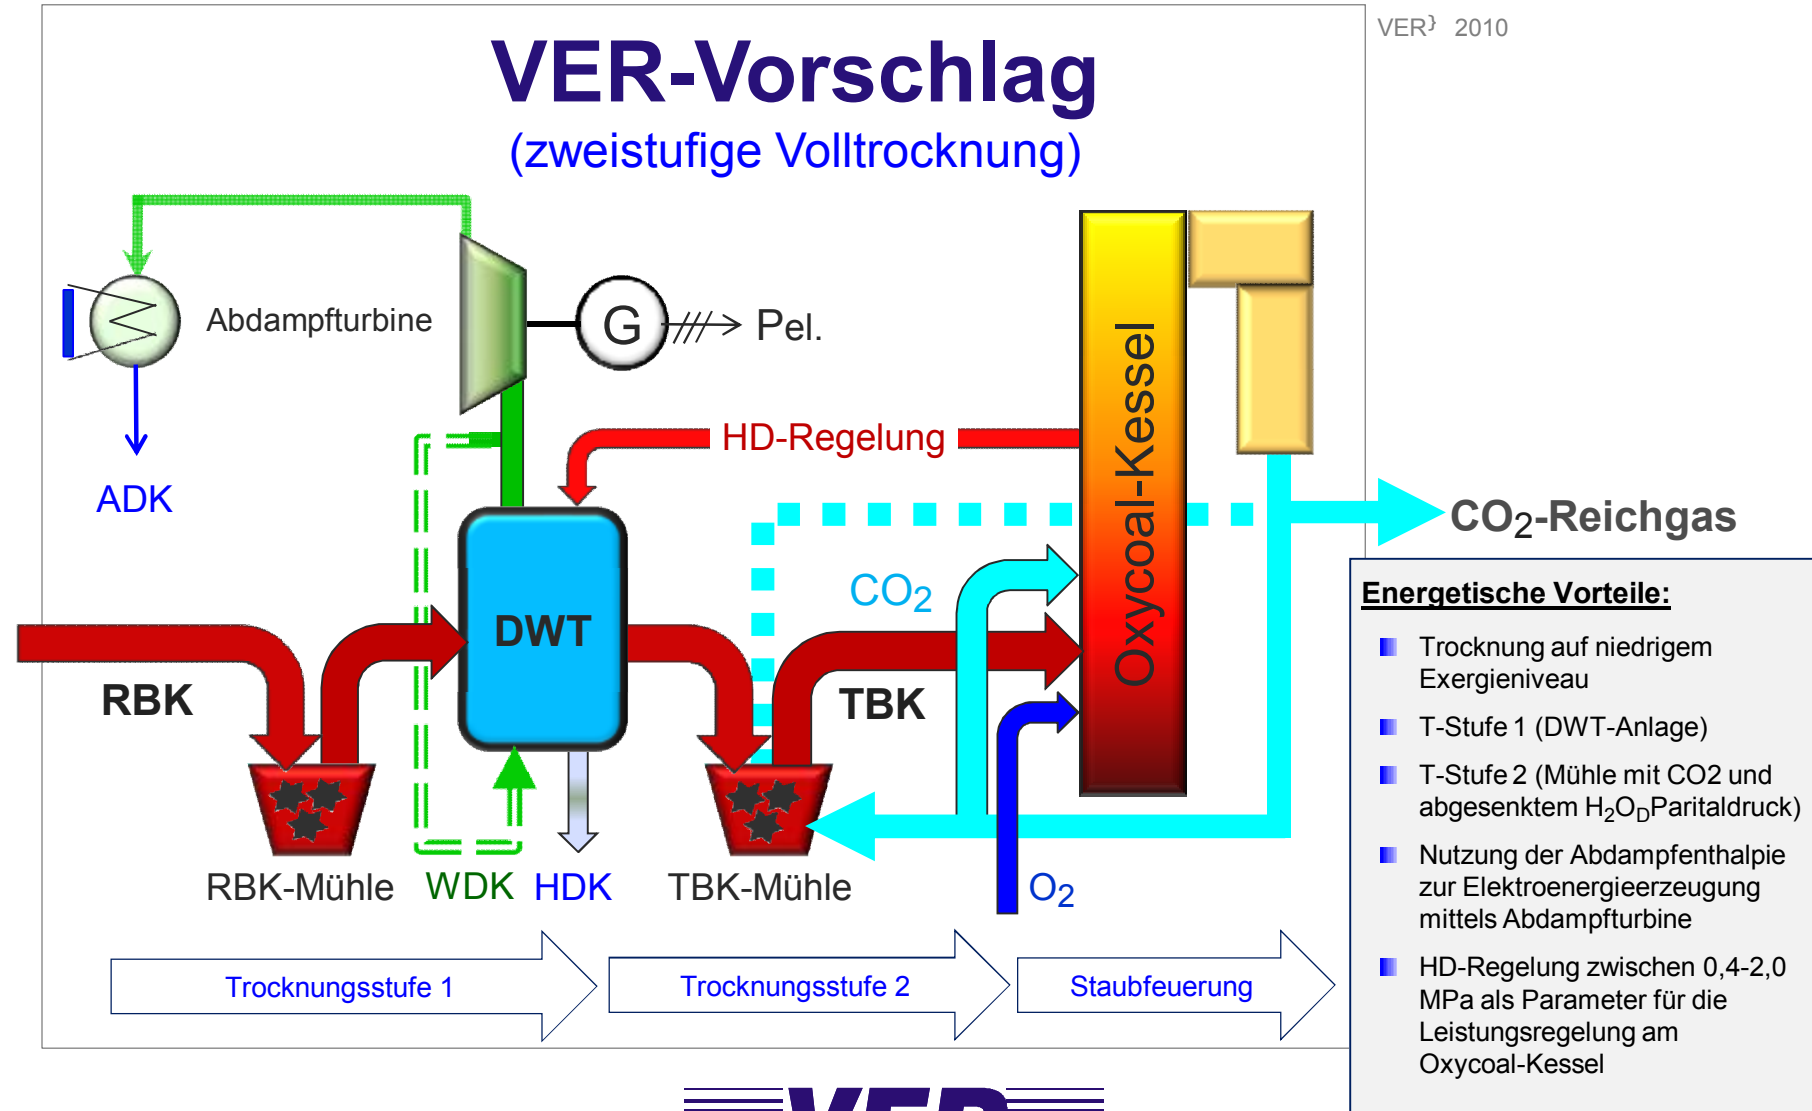 VER} 2010
VER-Vorschlag
(zweistufige Volltrocknung)
Abdampfturbine
G
Pel.
HD-Regelung
ADK
Oxycoal-Kessel
CO2-Reichgas
CO2
DWT
RBK
TBK
RBK-Mühle
WDK
HDK
TBK-Mühle
O2
Trocknungsstufe 1
Trocknungsstufe 2
Staubfeuerung
Energetische Vorteile:
Trocknung auf niedrigem
Exergieniveau
T-Stufe 1 (DWT-Anlage)
T-Stufe 2 (Mühle mit CO2 und
abgesenktem H2ODParitaldruck)
Nutzung der Abdampfenthalpie
zur Elektroenergieerzeugung
mittels Abdampfturbine
HD-Regelung zwischen 0,4-2,0
MPa als Parameter für die
Leistungsregelung am
Oxycoal-Kessel
VER